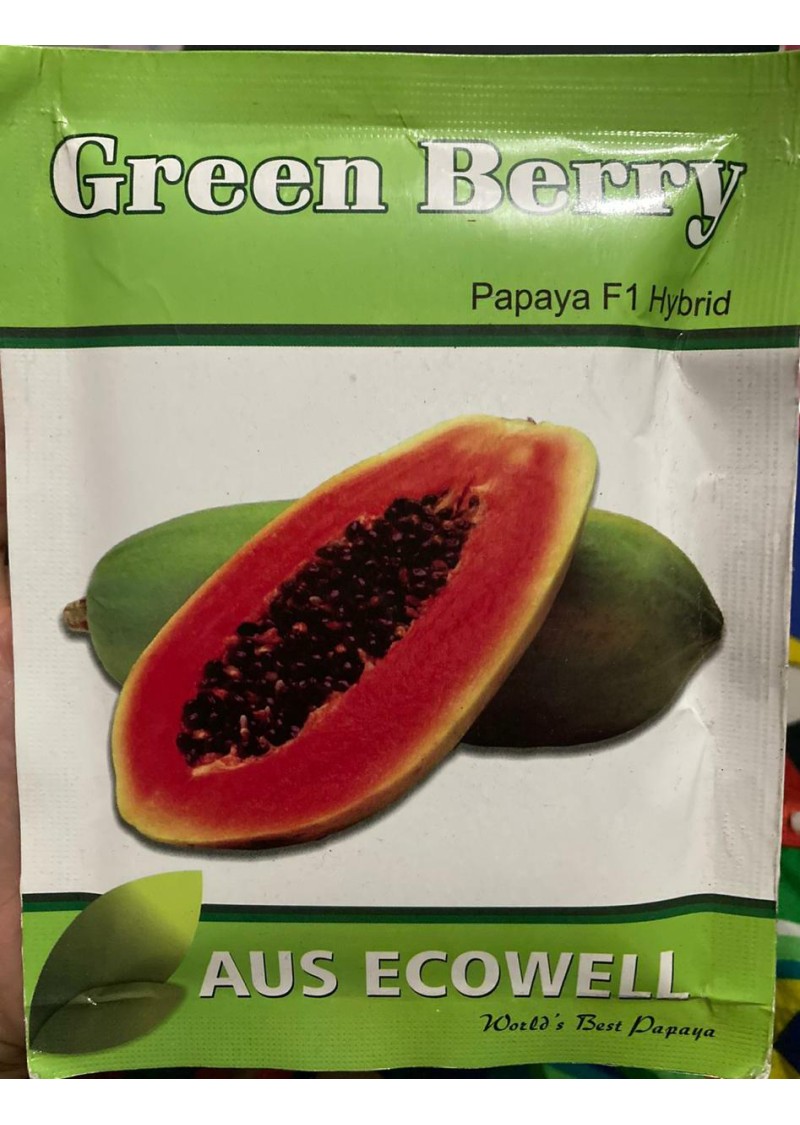 Green Berry
Papaya F1 Hybrid
AUS ECOWELL
World's Best Papaya